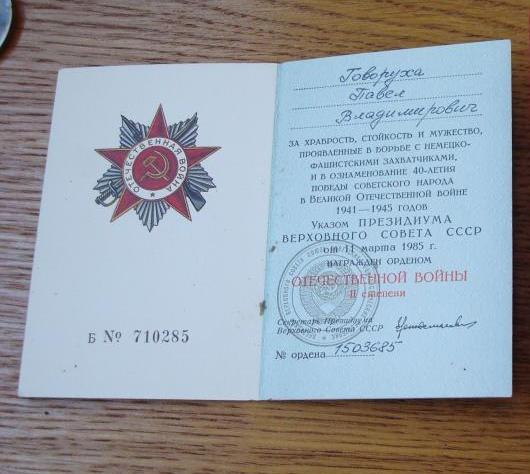 ОТЕЧЕСТВЕННАЯ ВОЙНА
Б № 710285
Говоруха
Павел
Владимирович
ЗА ХРАБРОСТЬ, СТОЙКОСТЬ И МУЖЕСТВО,
ПРОЯВЛЕННЫЕ В БОРЬБЕ С НЕМЕЦКО-
ФАШИСТСКИМИ ЗАХВАТЧИКАМИ,
И В ОЗНАМЕНОВАНИЕ 40-ЛЕТИЯ
ПОБЕДЫ СОВЕТСКОГО НАРОДА
В ВЕЛИКОЙ ОТЕЧЕСТВЕННОЙ ВОЙНЕ
1941—1945 ГОДОВ
УКАЗОМ ПРЕЗИДИУМА
ВЕРХОВНОГО СОВЕТА СССР
от 11 марта 1985 г.
НАГРАЖДЕН ОРДЕНОМ
ОТЕЧЕСТВЕННОЙ ВОЙНЫ
II степени
Секретарь Президиума
Верховного Совета СССР
№ ордена 1503685